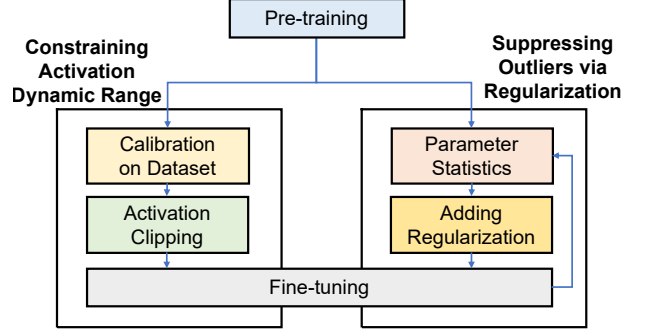 Pre-training
Constraining
Activation
Dynamic Range
Suppressing
Outliers via
Regularization
Calibration
on Dataset
Parameter
Statistics
Activation
Clipping
Adding
Regularization
Fine-tuning